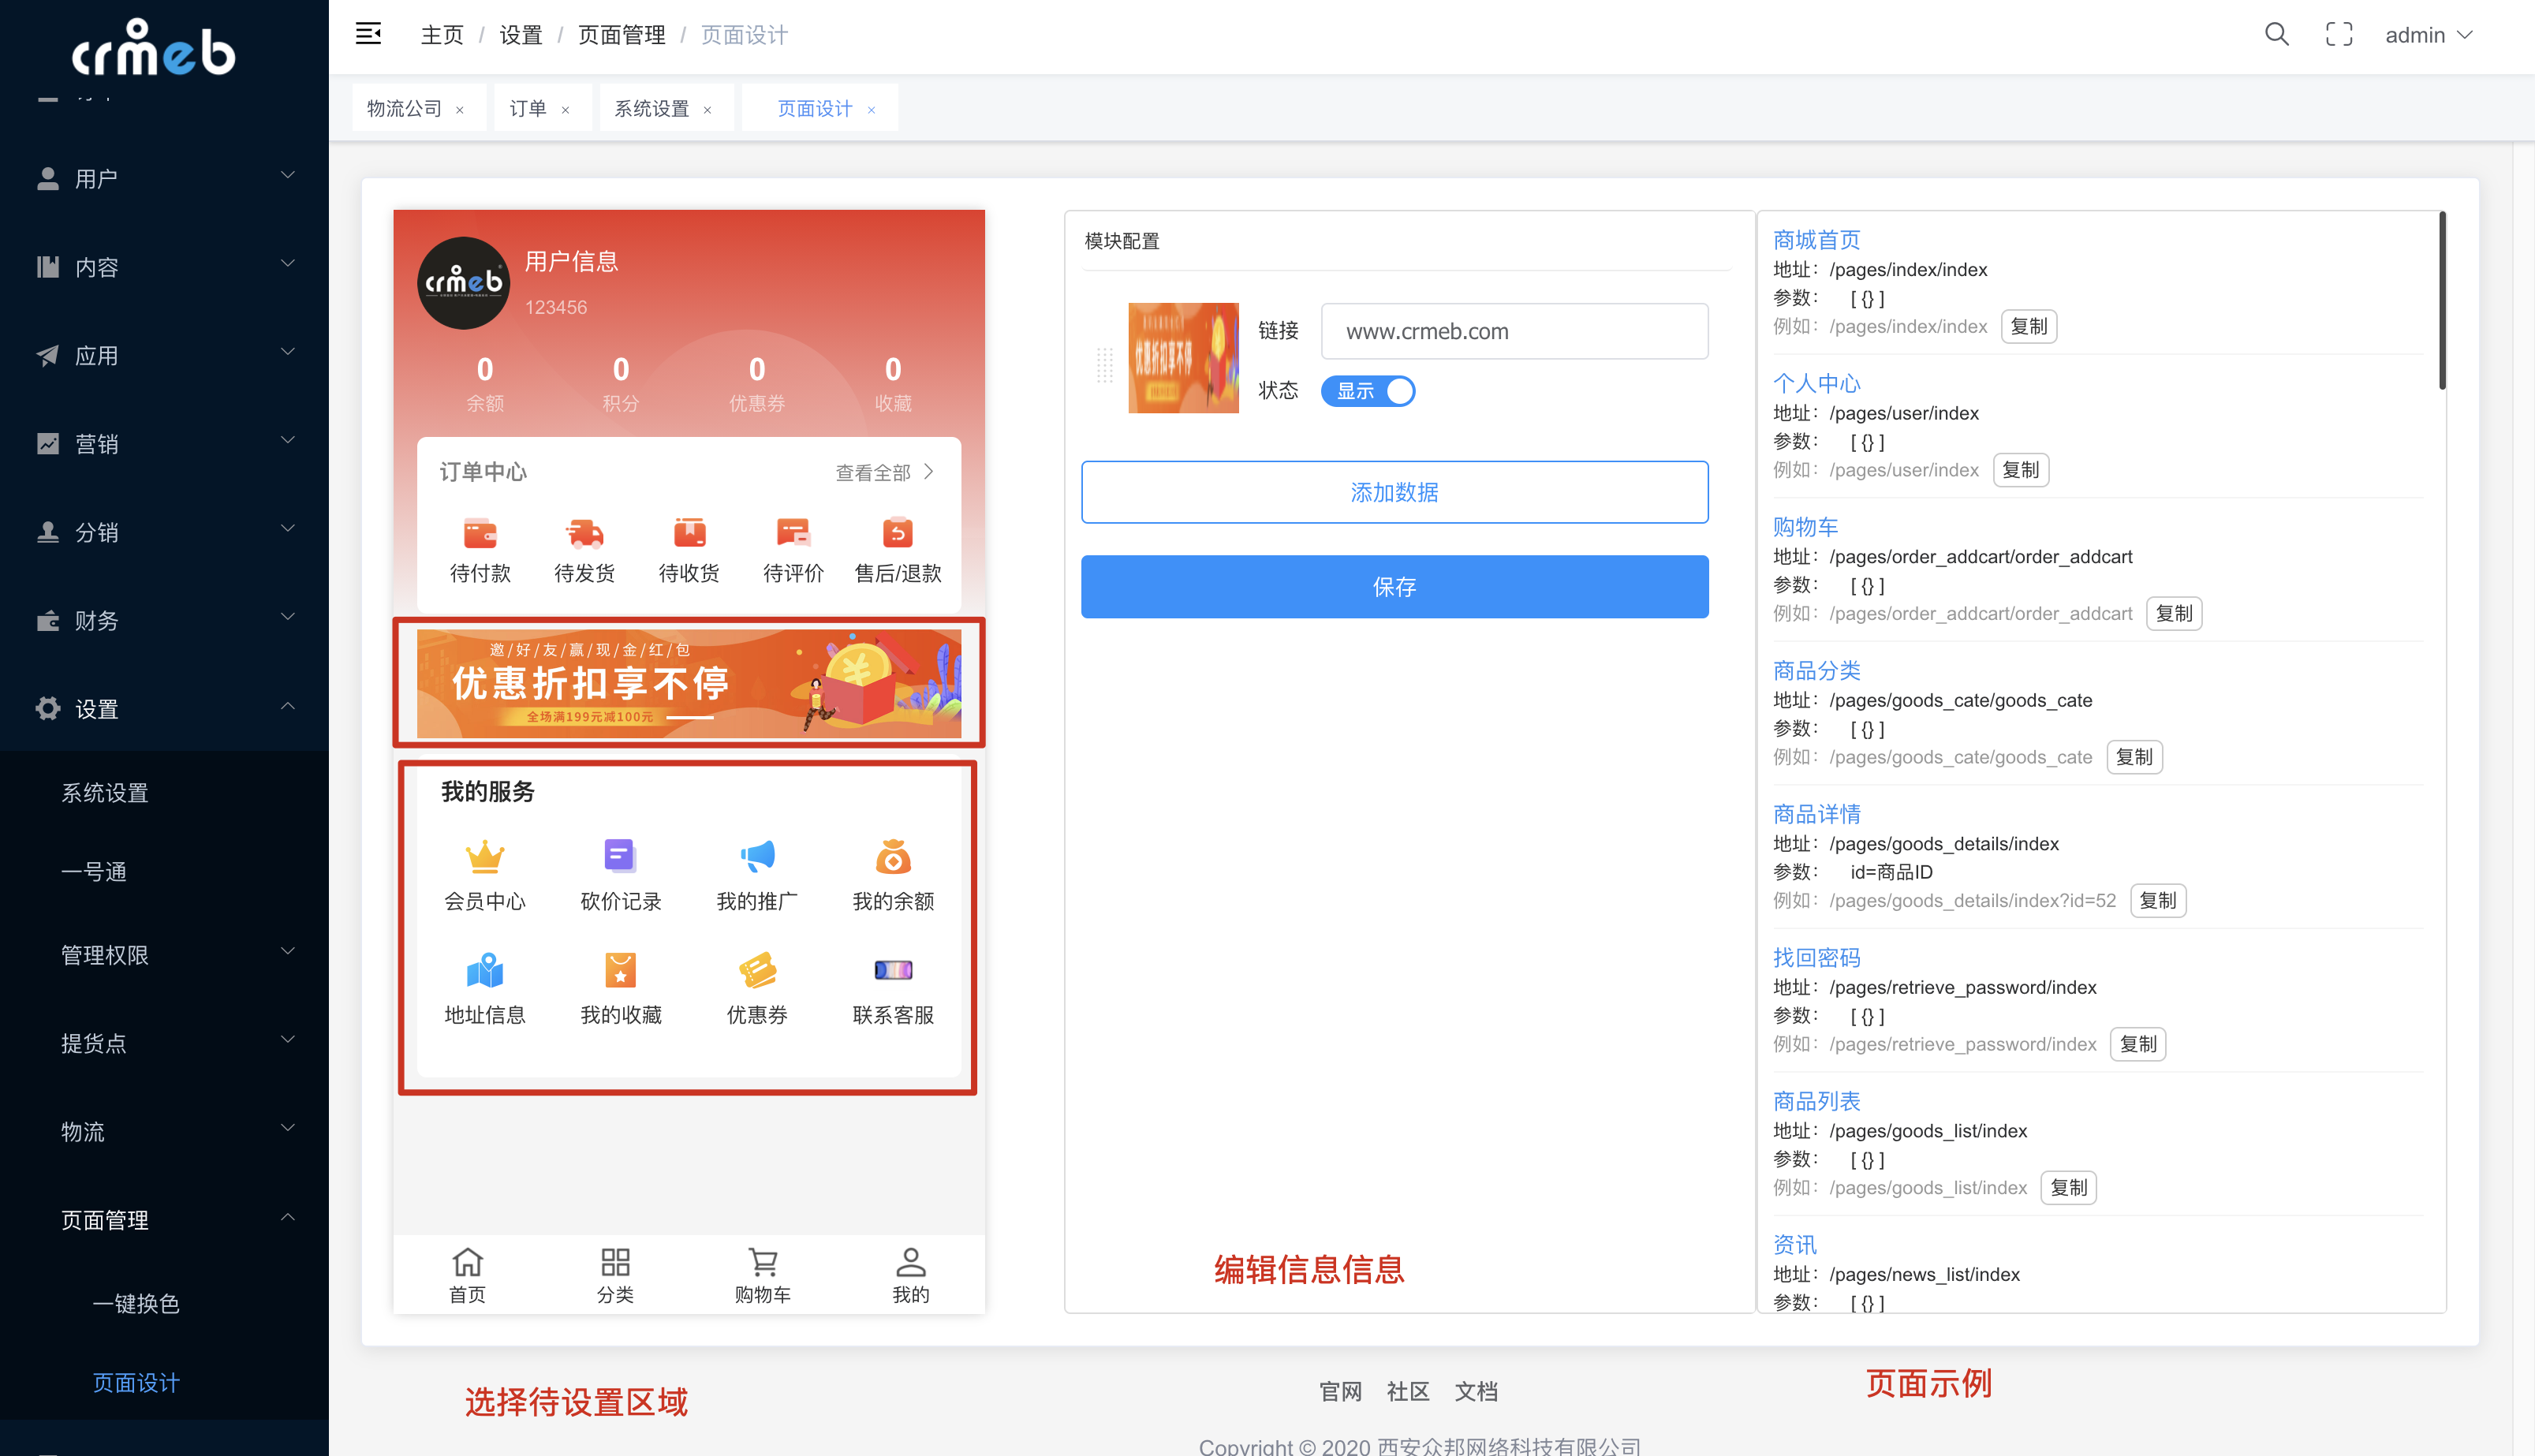 crmeb
用户
内容
应用
营销
分销
财务
设置
系统设置
一号通
管理权限
提货点
物流
页面管理
一键换色
页面设计
主页 / 设置 / 页面管理 / 页面设计
admin
物流公司 × 订单 × 系统设置 × 页面设计 ×
crmeb
用户信息
123456
0 0 0 0
余额 积分 优惠券 收藏
订单中心 查看全部
待付款 待发货 待收货 待评价 售后/退款
邀/好/友/赢/现/金/红/包
优惠折扣享不停
全场满199元减100元
我的服务
会员中心 砍价记录 我的推广 我的余额
地址信息 我的收藏 优惠券 联系客服
首页 分类 购物车 我的
选择待设置区域
模块配置
优惠折扣享不停
链接 www.crmeb.com
状态 显示
添加数据
保存
编辑信息信息
商城首页
地址：/pages/index/index
参数： [ {} ]
例如：/pages/index/index 复制
个人中心
地址：/pages/user/index
参数： [ {} ]
例如：/pages/user/index 复制
购物车
地址：/pages/order_addcart/order_addcart
参数： [ {} ]
例如：/pages/order_addcart/order_addcart 复制
商品分类
地址：/pages/goods_cate/goods_cate
参数： [ {} ]
例如：/pages/goods_cate/goods_cate 复制
商品详情
地址：/pages/goods_details/index
参数： id=商品ID
例如：/pages/goods_details/index?id=52 复制
找回密码
地址：/pages/retrieve_password/index
参数： [ {} ]
例如：/pages/retrieve_password/index 复制
商品列表
地址：/pages/goods_list/index
参数： [ {} ]
例如：/pages/goods_list/index 复制
资讯
地址：/pages/news_list/index
参数： [ {} ]
页面示例
官网 社区 文档
Copyright © 2020 西安众邦网络科技有限公司